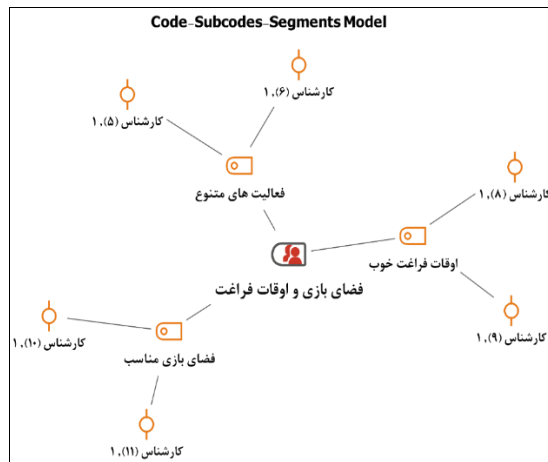 Code-Subcodes-Segments Model
کارشناس (۶)، ۱
کارشناس (۵)، ۱
فعالیت های متنوع
کارشناس (۸)، ۱
اوقات فراغت خوب
فضای بازی و اوقات فراغت
کارشناس (۹)، ۱
کارشناس (۱۰)، ۱
فضای بازی مناسب
کارشناس (۱۱)، ۱